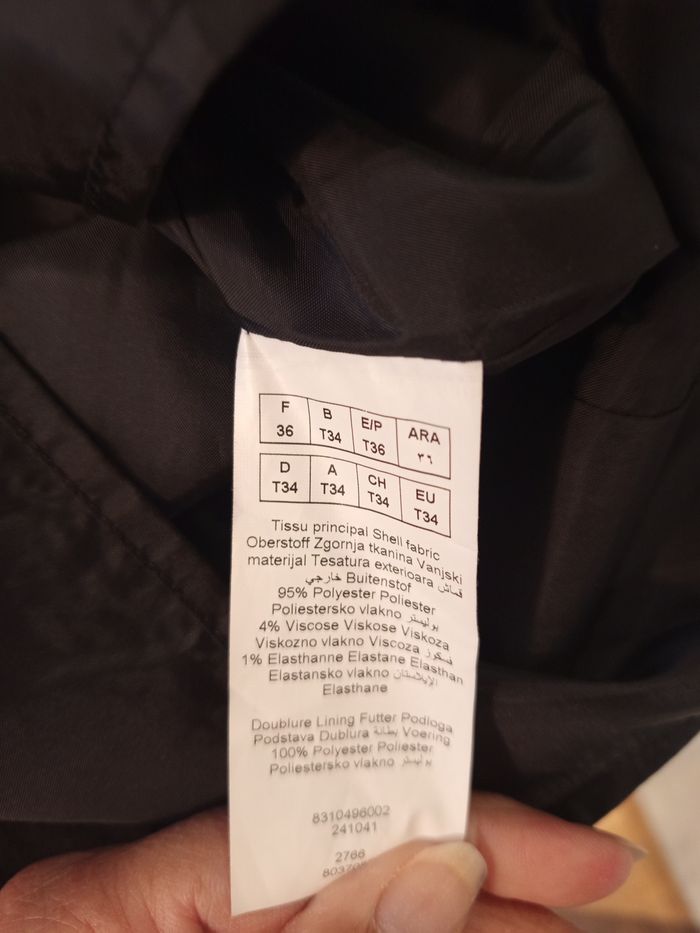 F B E/P ARA
36 T34 T36 ٣٦
D A CH EU
T34 T34 T34 T34
Tissu principal Shell fabric
Oberstoff Zgornja tkanina Vanjski
materijal Tesatura exterioara قماش
خارجي Buitenstof
95% Polyester Poliester
Poliestersko vlakno بوليستر
4% Viscose Viskose Viskoza
Viskozno vlakno Viscoza فسكوز
1% Elasthanne Elastane Elasthan
Elastansko vlakno الإيلاستان
Elasthane
Doublure Lining Futter Podloga
Podstava Dublura بطانة Voering
100% Polyester Poliester
Poliestersko vlakno بوليستر
8310496002
241041
2766